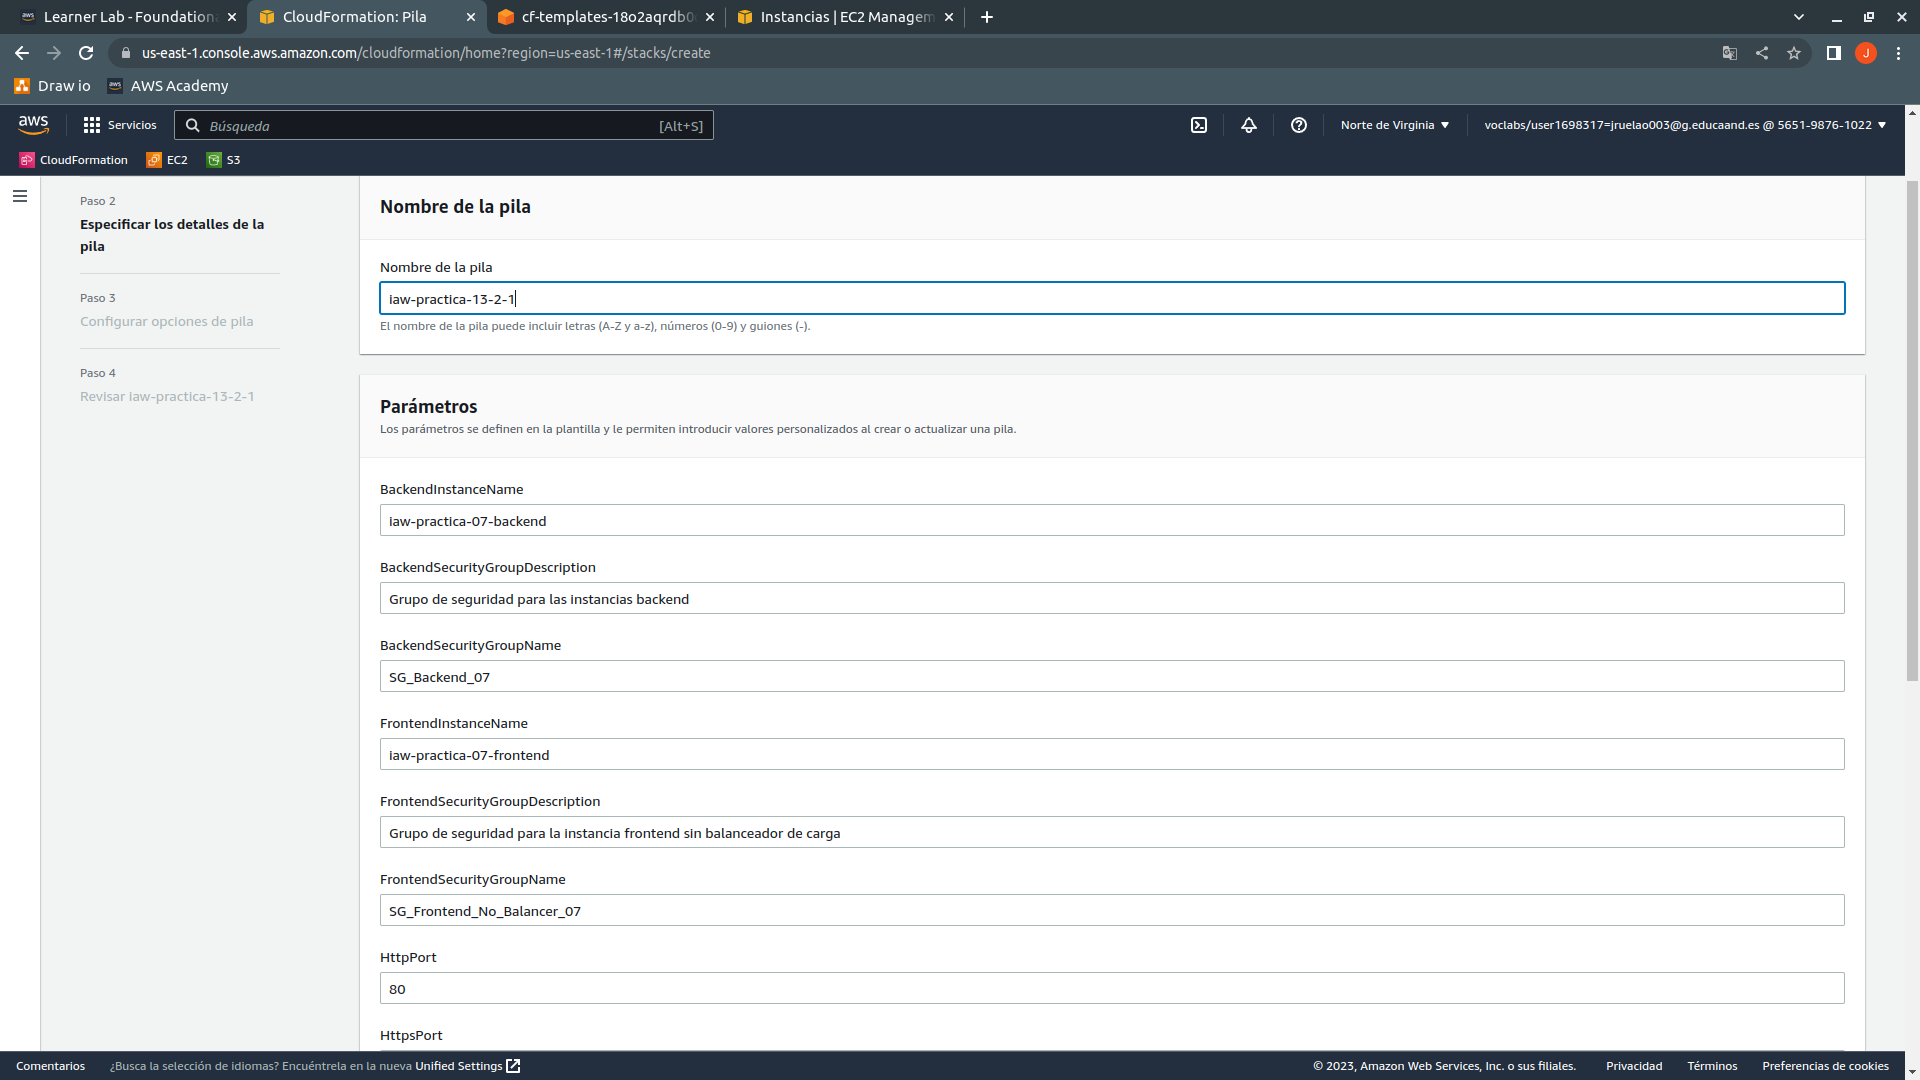 Learner Lab - Foundation
CloudFormation: Pila
cf-templates-18o2aqrdb0
Instancias | EC2 Managem
us-east-1.console.aws.amazon.com/cloudformation/home?region=us-east-1#/stacks/create
J
Draw io
aws
AWS Academy
aws
Servicios
Búsqueda
[Alt+S]
Norte de Virginia
voclabs/user1698317=jruelao003@g.educaand.es @ 5651-9876-1022
CloudFormation
EC2
S3
Paso 2
Especificar los detalles de la
pila
Paso 3
Configurar opciones de pila
Paso 4
Revisar iaw-practica-13-2-1
Nombre de la pila
Nombre de la pila
iaw-practica-13-2-1
El nombre de la pila puede incluir letras (A-Z y a-z), números (0-9) y guiones (-).
Parámetros
Los parámetros se definen en la plantilla y le permiten introducir valores personalizados al crear o actualizar una pila.
BackendInstanceName
iaw-practica-07-backend
BackendSecurityGroupDescription
Grupo de seguridad para las instancias backend
BackendSecurityGroupName
SG_Backend_07
FrontendInstanceName
iaw-practica-07-frontend
FrontendSecurityGroupDescription
Grupo de seguridad para la instancia frontend sin balanceador de carga
FrontendSecurityGroupName
SG_Frontend_No_Balancer_07
HttpPort
80
HttpsPort
Comentarios
¿Busca la selección de idiomas? Encuéntrela en la nueva Unified Settings
© 2023, Amazon Web Services, Inc. o sus filiales.
Privacidad
Términos
Preferencias de cookies